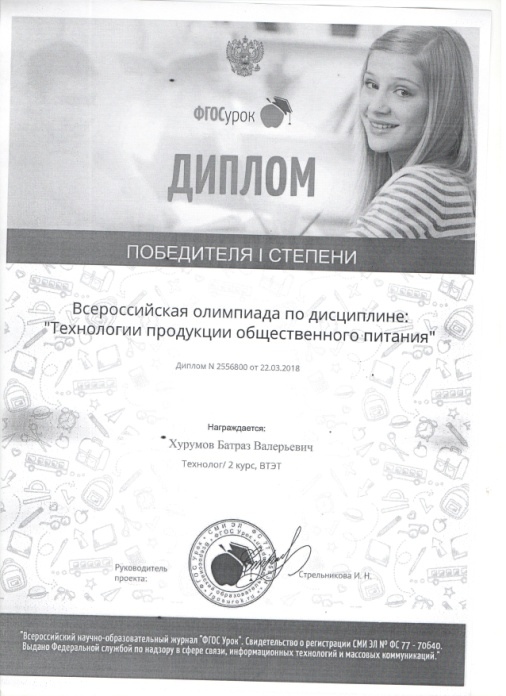 ФГОСурок
ДИПЛОМ
ПОБЕДИТЕЛЯ I СТЕПЕНИ
Всероссийская олимпиада по дисциплине:
"Технологии продукции общественного питания"
Диплом N 2556800 от 22.03.2018
Награждается:
Хурумов Батраз Валерьевич
Технолог/ 2 курс, ВТЭТ
Руководитель
проекта:
Стрельникова И. Н.
"Всероссийский научно-образовательный журнал "ФГОС Урок". Свидетельство о регистрации СМИ ЭЛ № ФС 77 - 70640.
Выдано Федеральной службой по надзору в сфере связи, информационных технологий и массовых коммуникаций."